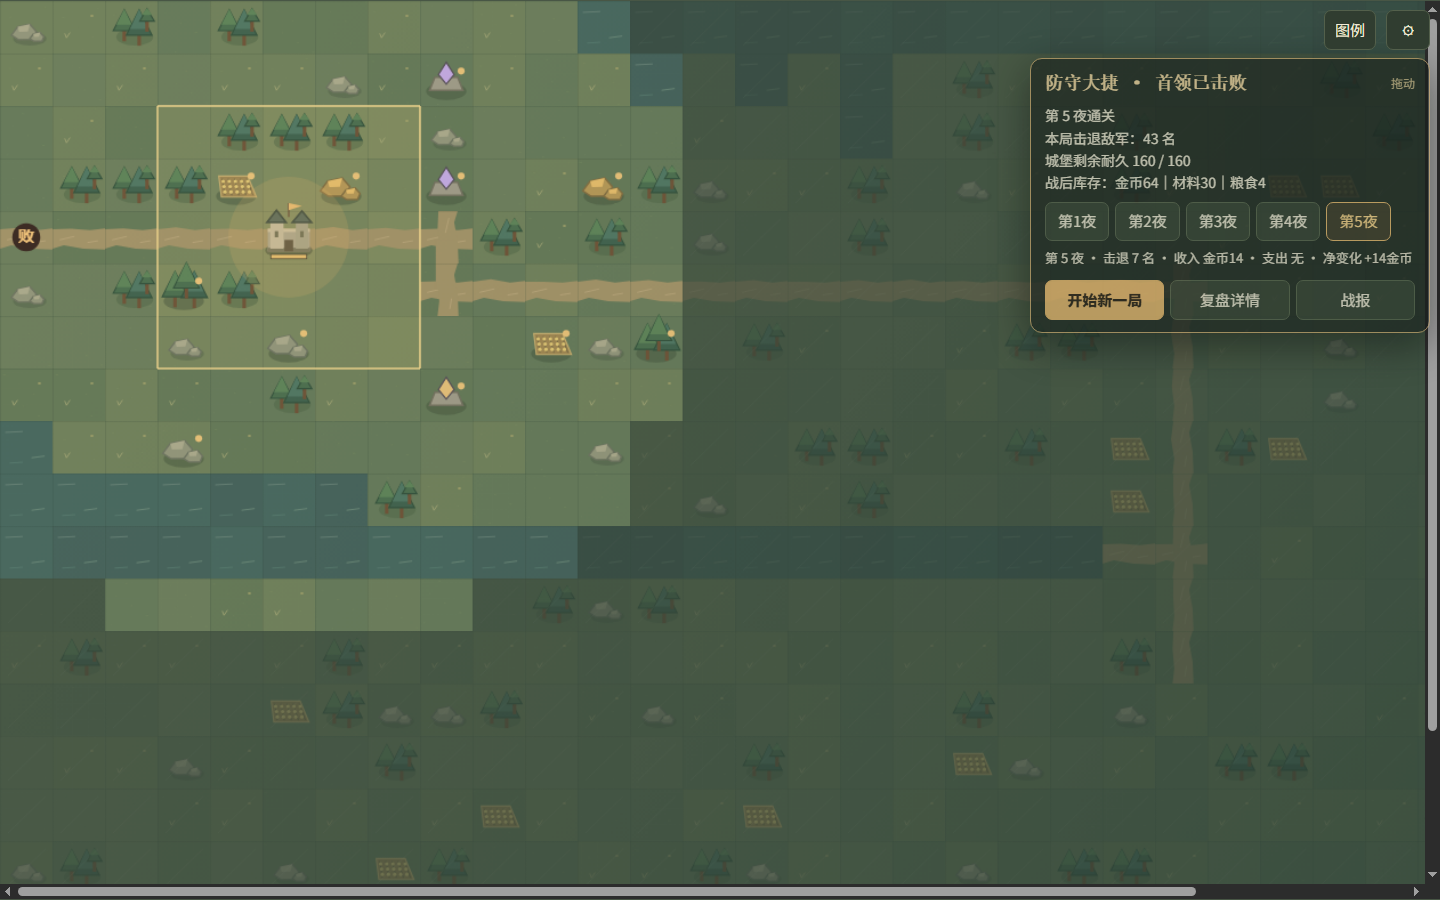 图例
防守大捷 • 首领已击败
拖动
第 5 夜通关
本局击退敌军：43 名
城堡剩余耐久 160 / 160
战后库存：金币64｜材料30｜粮食4
第1夜
第2夜
第3夜
第4夜
第5夜
第 5 夜 • 击退 7 名 • 收入 金币14 • 支出 无 • 净变化 +14金币
开始新一局
复盘详情
战报
败